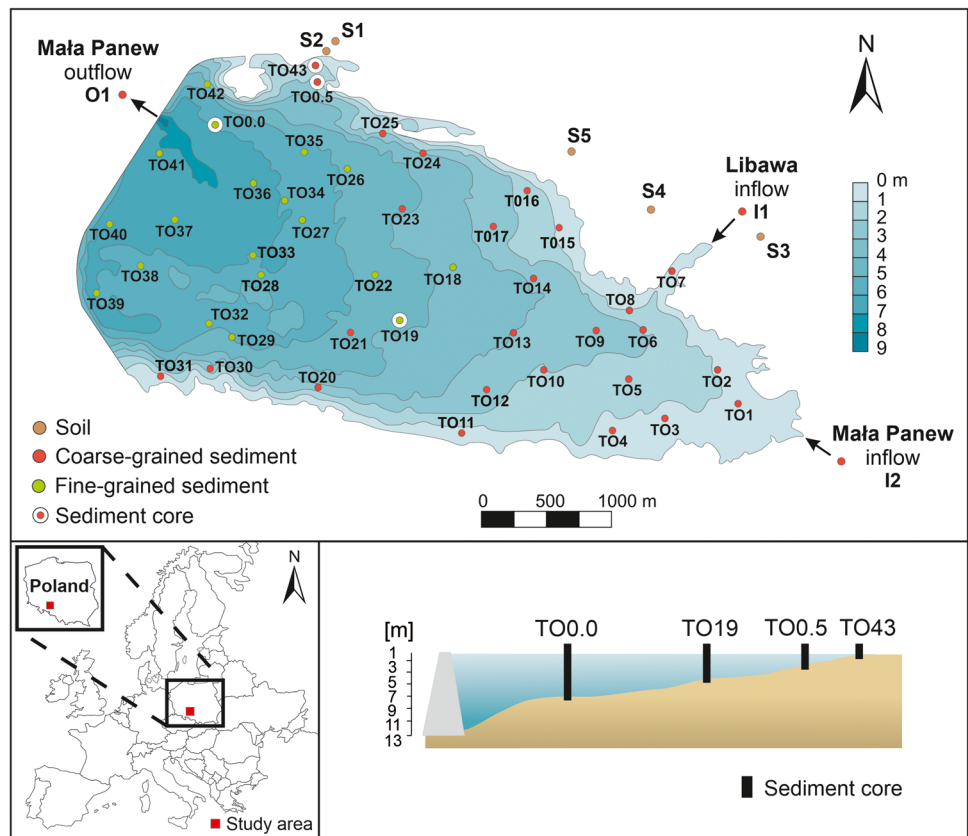 Mała Panew
outflow
O1
S2
S1
TO43
TO0.5
TO42
TO0.0
TO25
TO35
TO24
TO41
TO26
TO36
TO34
TO23
T016
S5
S4
Libawa
inflow
I1
S3
N
TO40
TO37
TO27
T017
T015
TO33
TO38
TO28
TO22
TO18
TO14
TO7
TO8
TO39
TO32
TO29
TO21
TO19
TO13
TO9
TO6
TO31
TO30
TO20
TO12
TO10
TO5
TO2
TO1
TO11
TO4
TO3
Mała Panew
inflow
I2
0 m
1
2
3
4
5
6
7
8
9
Soil
Coarse-grained sediment
Fine-grained sediment
Sediment core
0 500 1000 m
Poland
N
Study area
[m]
1
3
5
7
9
11
13
TO0.0 TO19 TO0.5 TO43
Sediment core